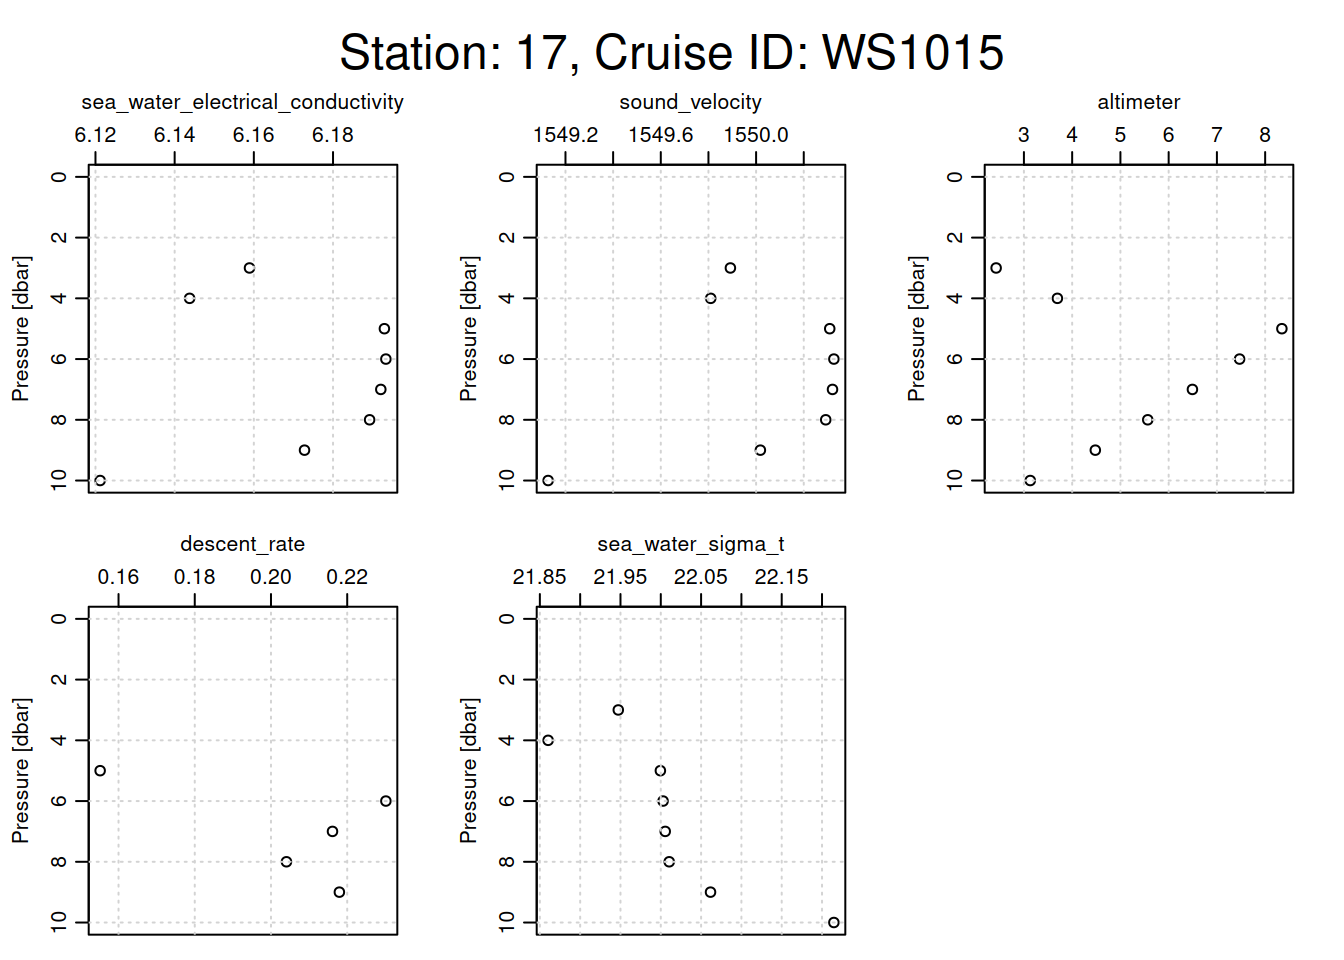 Station: 17, Cruise ID: WS1015
sea_water_electrical_conductivity
6.12 6.14 6.16 6.18
Pressure [dbar]
0 2 4 6 8 10
sound_velocity
1549.2 1549.6 1550.0
Pressure [dbar]
0 2 4 6 8 10
altimeter
3 4 5 6 7 8
Pressure [dbar]
0 2 4 6 8 10
descent_rate
0.16 0.18 0.20 0.22
Pressure [dbar]
0 2 4 6 8 10
sea_water_sigma_t
21.85 21.95 22.05 22.15
Pressure [dbar]
0 2 4 6 8 10